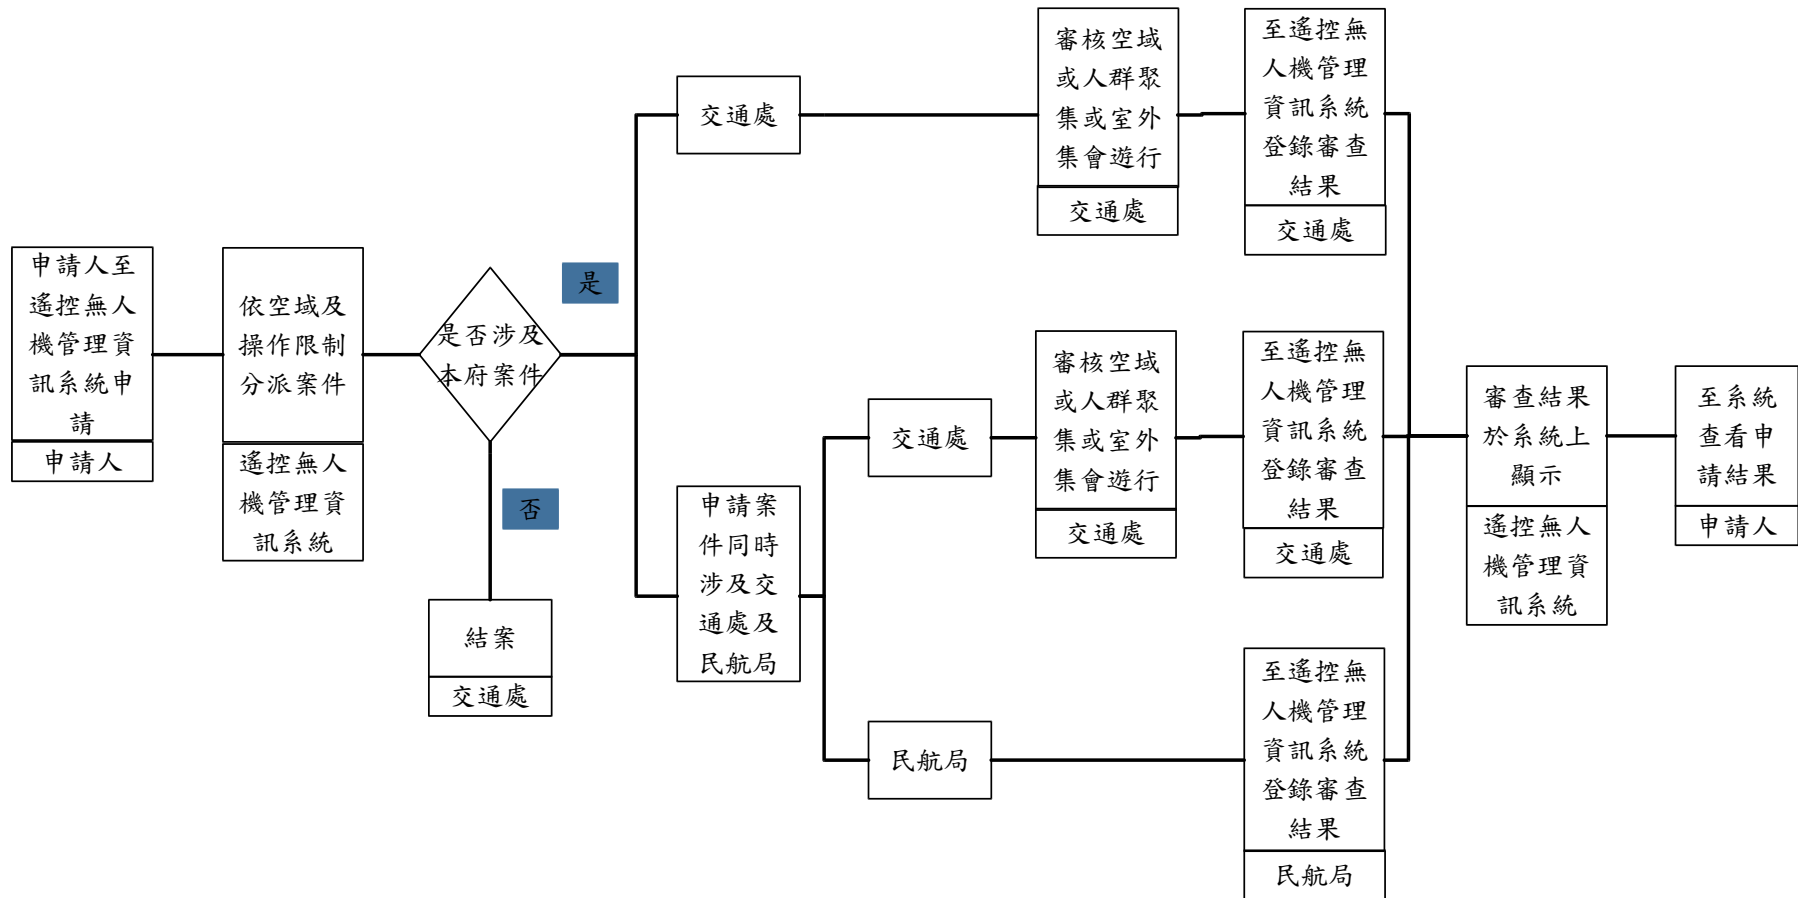 申請人至
遙控無人
機管理資
訊系統申
請
申請人
依空域及
操作限制
分派案件
遙控無人
機管理資
訊系統
是否涉及
本府案件
是
否
結案
交通處
交通處
審核空域
或人群聚
集或室外
集會遊行
交通處
至遙控無
人機管理
資訊系統
登錄審查
結果
交通處
申請案
件同時
涉及交
通處及
民航局
交通處
審核空域
或人群聚
集或室外
集會遊行
交通處
至遙控無
人機管理
資訊系統
登錄審查
結果
交通處
民航局
至遙控無
人機管理
資訊系統
登錄審查
結果
民航局
審查結果
於系統上
顯示
遙控無人
機管理資
訊系統
至系統
查看申
請結果
申請人